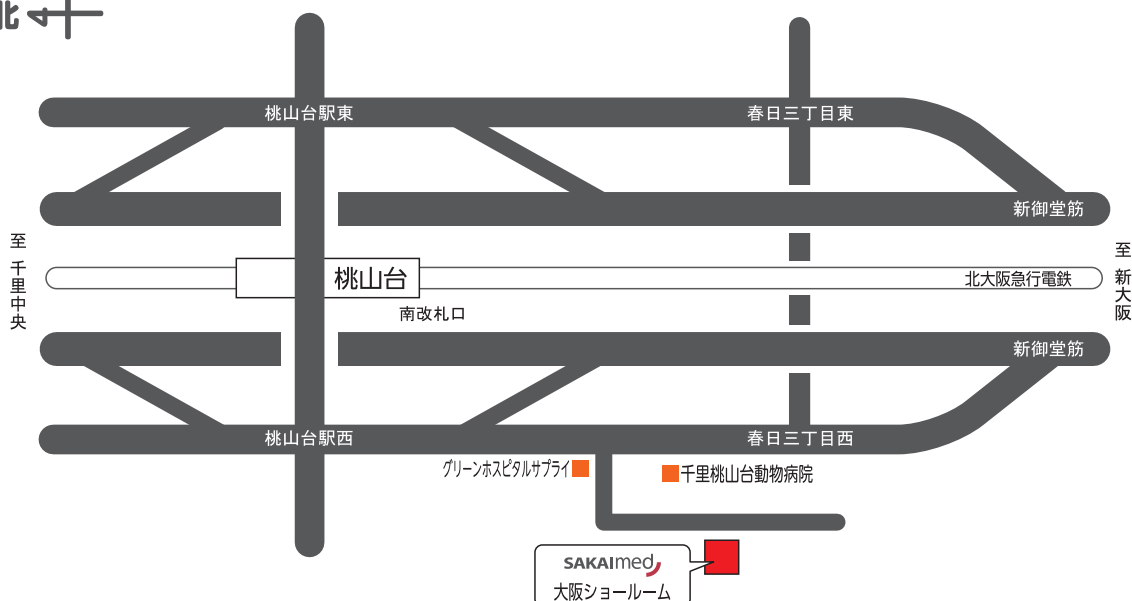 北
桃山台駅東
春日三丁目東
新御堂筋
至 千里中央
桃山台
北大阪急行電鉄
至 新大阪
南改札口
新御堂筋
桃山台駅西
春日三丁目西
グリーンホスピタルサプライ
千里桃山台動物病院
SAKAImed
大阪ショールーム